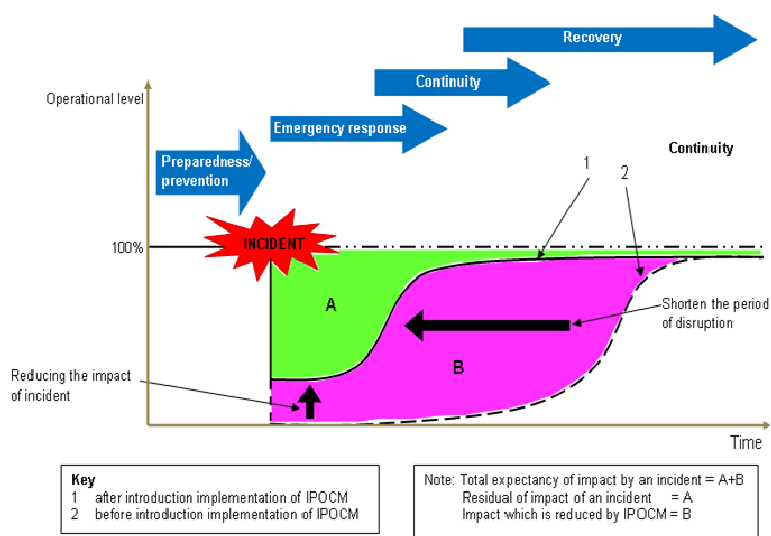 Recovery
Continuity
Operational level
Emergency response
Preparedness/
prevention
Continuity
1
2
INCIDENT
100%
A
Shorten the period
of disruption
B
Reducing the impact
of incident
Time
Key
1 after introduction implementation of IPOCM
2 before introduction implementation of IPOCM
Note: Total expectancy of impact by an incident = A+B
Residual of impact of an incident = A
Impact which is reduced by IPOCM = B